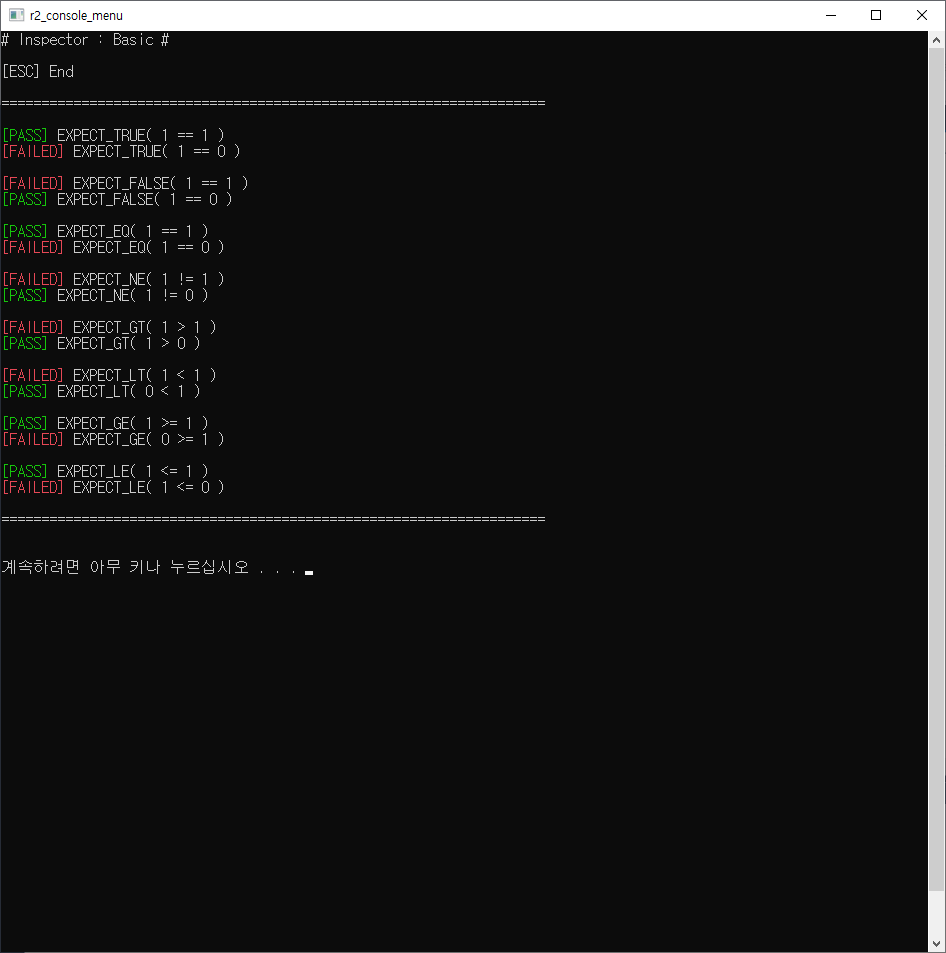 r2_console_menu
# Inspector : Basic #
[ESC] End
====================================================================
[PASS] EXPECT_TRUE( 1 == 1 )
[FAILED] EXPECT_TRUE( 1 == 0 )
[FAILED] EXPECT_FALSE( 1 == 1 )
[PASS] EXPECT_FALSE( 1 == 0 )
[PASS] EXPECT_EQ( 1 == 1 )
[FAILED] EXPECT_EQ( 1 == 0 )
[FAILED] EXPECT_NE( 1 != 1 )
[PASS] EXPECT_NE( 1 != 0 )
[FAILED] EXPECT_GT( 1 > 1 )
[PASS] EXPECT_GT( 1 > 0 )
[FAILED] EXPECT_LT( 1 < 1 )
[PASS] EXPECT_LT( 0 < 1 )
[PASS] EXPECT_GE( 1 >= 1 )
[FAILED] EXPECT_GE( 0 >= 1 )
[PASS] EXPECT_LE( 1 <= 1 )
[FAILED] EXPECT_LE( 1 <= 0 )
====================================================================
계속하려면 아무 키나 누르십시오 . . .